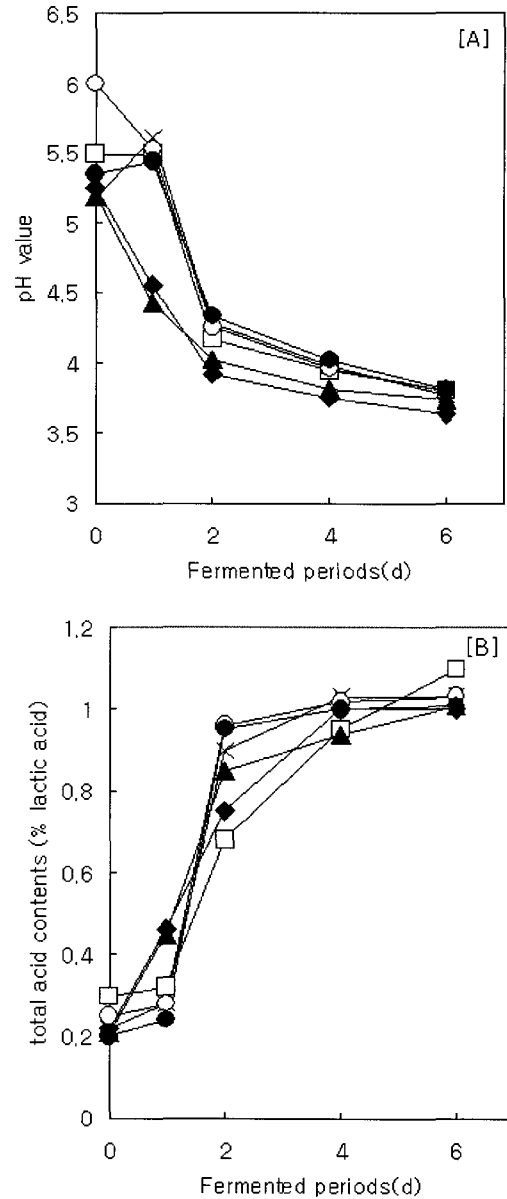 6.5
[A]
6
5.5
5
4.5
4
3.5
3
pH value
0 2 4 6
Fermented periods(d)
1.2
[B]
1
0.8
0.6
0.4
0.2
0
total acid contents (% lactic acid)
0 2 4 6
Fermented periods(d)